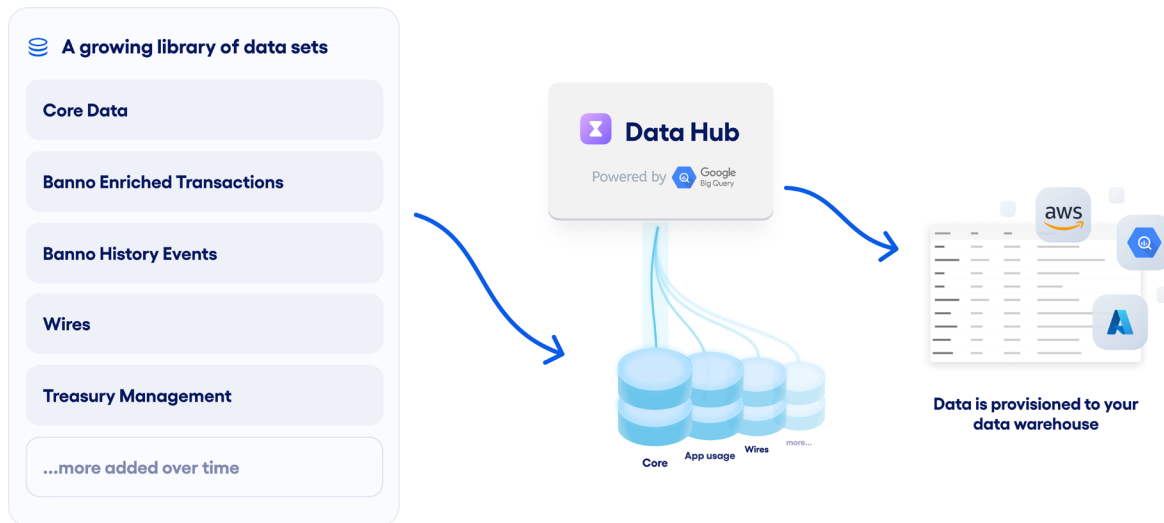 A growing library of data sets
Core Data
Banno Enriched Transactions
Banno History Events
Wires
Treasury Management
...more added over time
Data Hub
Powered by Google
Big Query
Core
App usage
Wires
more...
aws
Data is provisioned to your
data warehouse